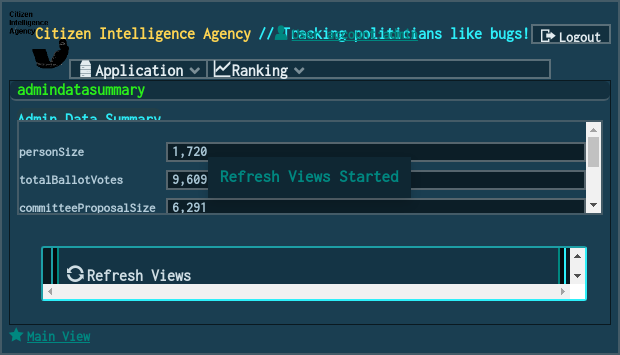 Citizen
Intelligence
Agency
Citizen Intelligence Agency // Tracking politicians like bugs!
Logout
Application
Ranking
admindatasummary
Admin Data Summary
personSize
1,720
totalBallotVotes
9,609
committeeProposalSize
6,291
Refresh Views Started
Refresh Views
Main View